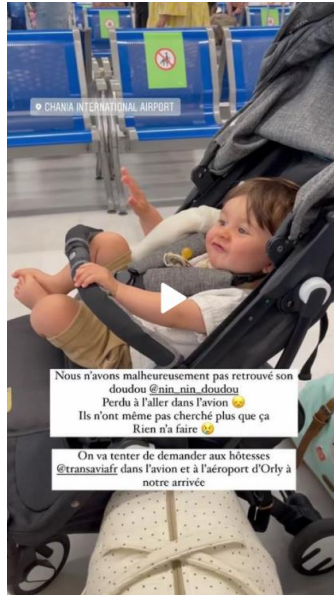 CHANIA INTERNATIONAL AIRPORT
Nous n'avons malheureusement pas retrouvé son
doudou @nin_nin_doudou
Perdu à l'aller dans l'avion 😞
Ils n'ont même pas cherché plus que ça
Rien n'a faire 😢
On va tenter de demander aux hôtesses
@transaviafr dans l'avion et à l'aéroport d'Orly à
notre arrivée